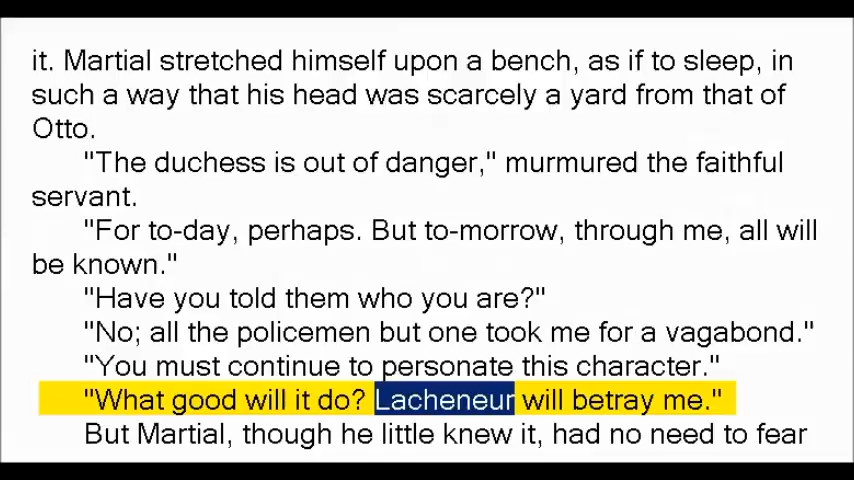 it. Martial stretched himself upon a bench, as if to sleep, in
such a way that his head was scarcely a yard from that of
Otto.
"The duchess is out of danger," murmured the faithful
servant.
"For to-day, perhaps. But to-morrow, through me, all will
be known."
"Have you told them who you are?"
"No; all the policemen but one took me for a vagabond."
"You must continue to personate this character."
"What good will it do? Lacheneur will betray me."
But Martial, though he little knew it, had no need to fear